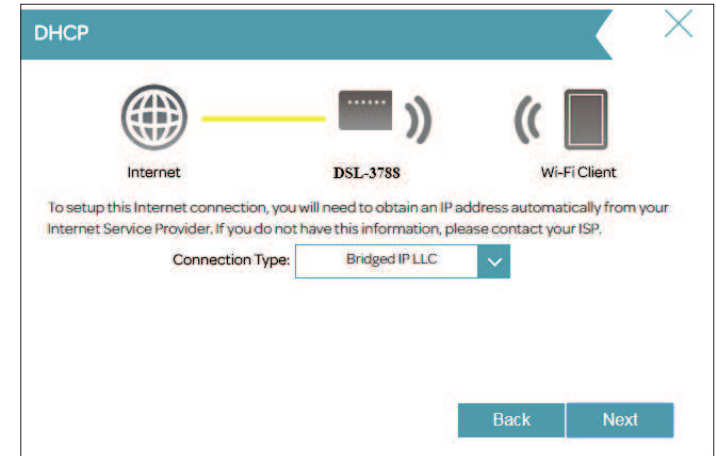 DHCP
Internet
DSL-3788
Wi-Fi Client
To setup this Internet connection, you will need to obtain an IP address automatically from your
Internet Service Provider. If you do not have this information, please contact your ISP.
Connection Type: Bridged IP LLC
Back Next